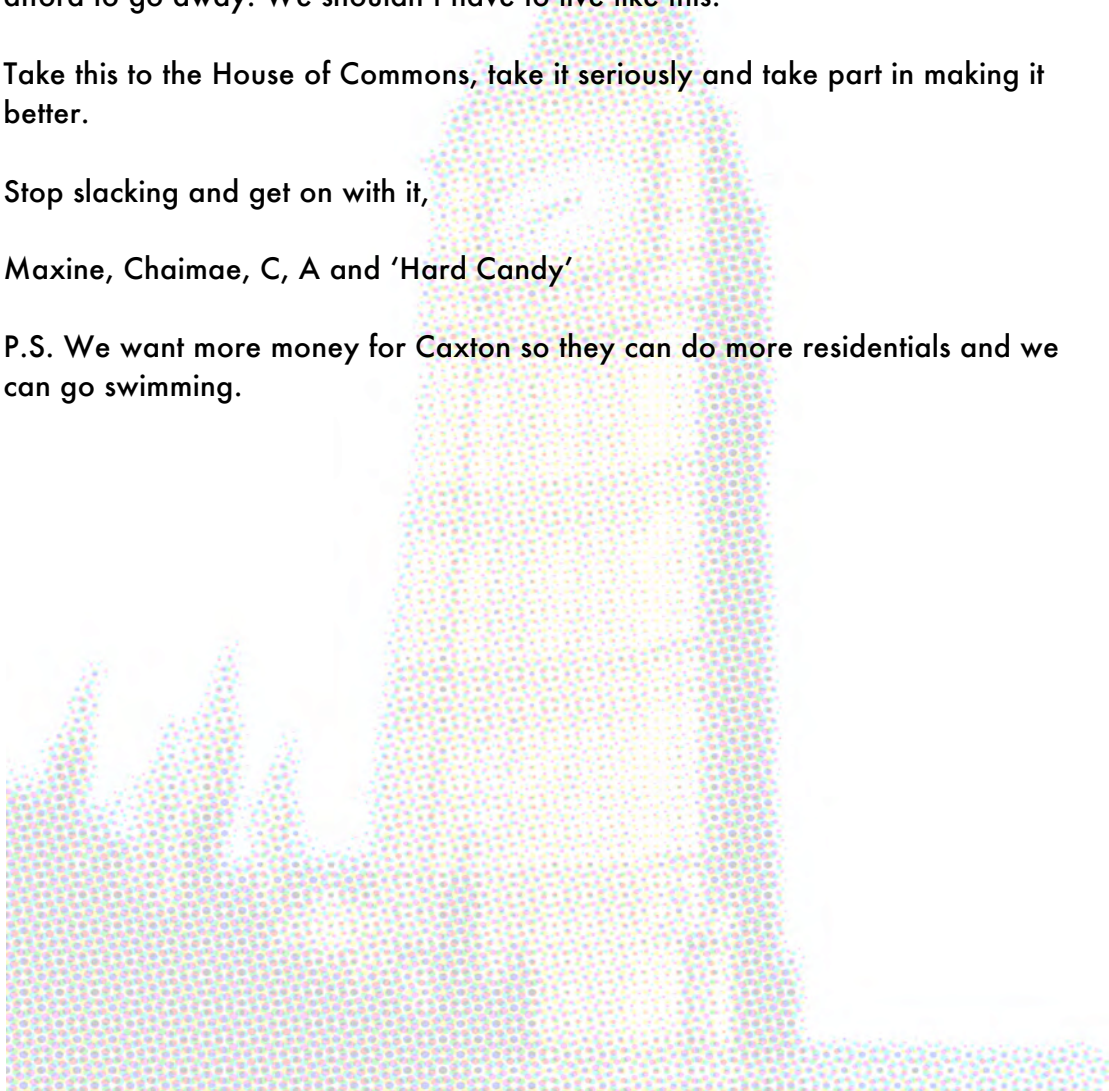 afford to go away. We shouldn't have to live like this.
Take this to the House of Commons, take it seriously and take part in making it
better.
Stop slacking and get on with it,
Maxine, Chaimae, C, A and ‘Hard Candy’
P.S. We want more money for Caxton so they can do more residentials and we
can go swimming.